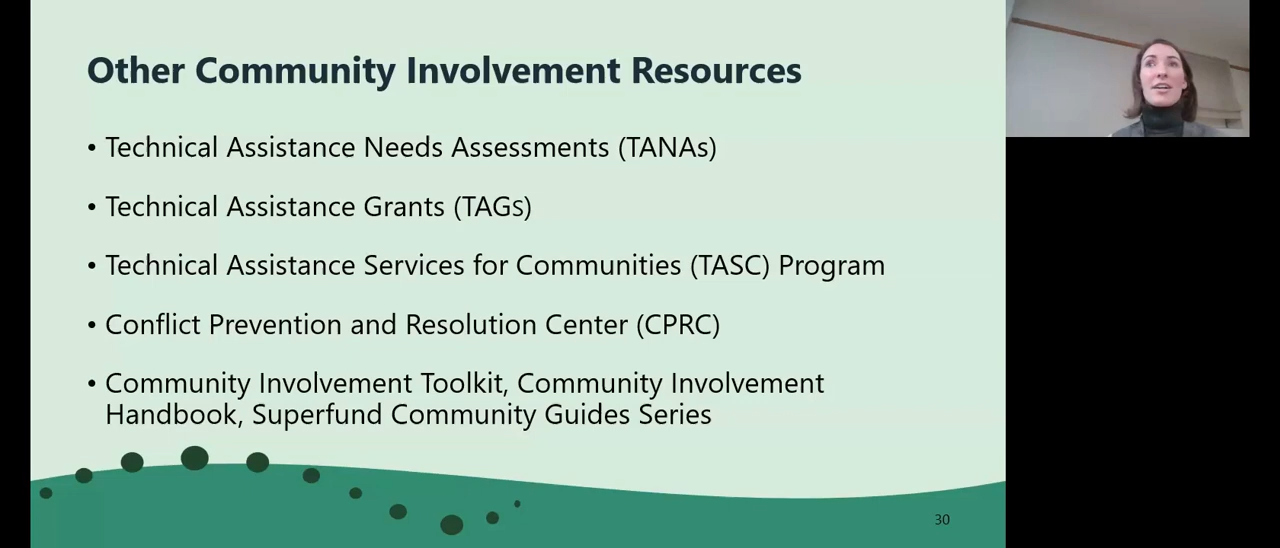 Other Community Involvement Resources
• Technical Assistance Needs Assessments (TANAs)
• Technical Assistance Grants (TAGs)
• Technical Assistance Services for Communities (TASC) Program
• Conflict Prevention and Resolution Center (CPRC)
• Community Involvement Toolkit, Community Involvement
Handbook, Superfund Community Guides Series
30